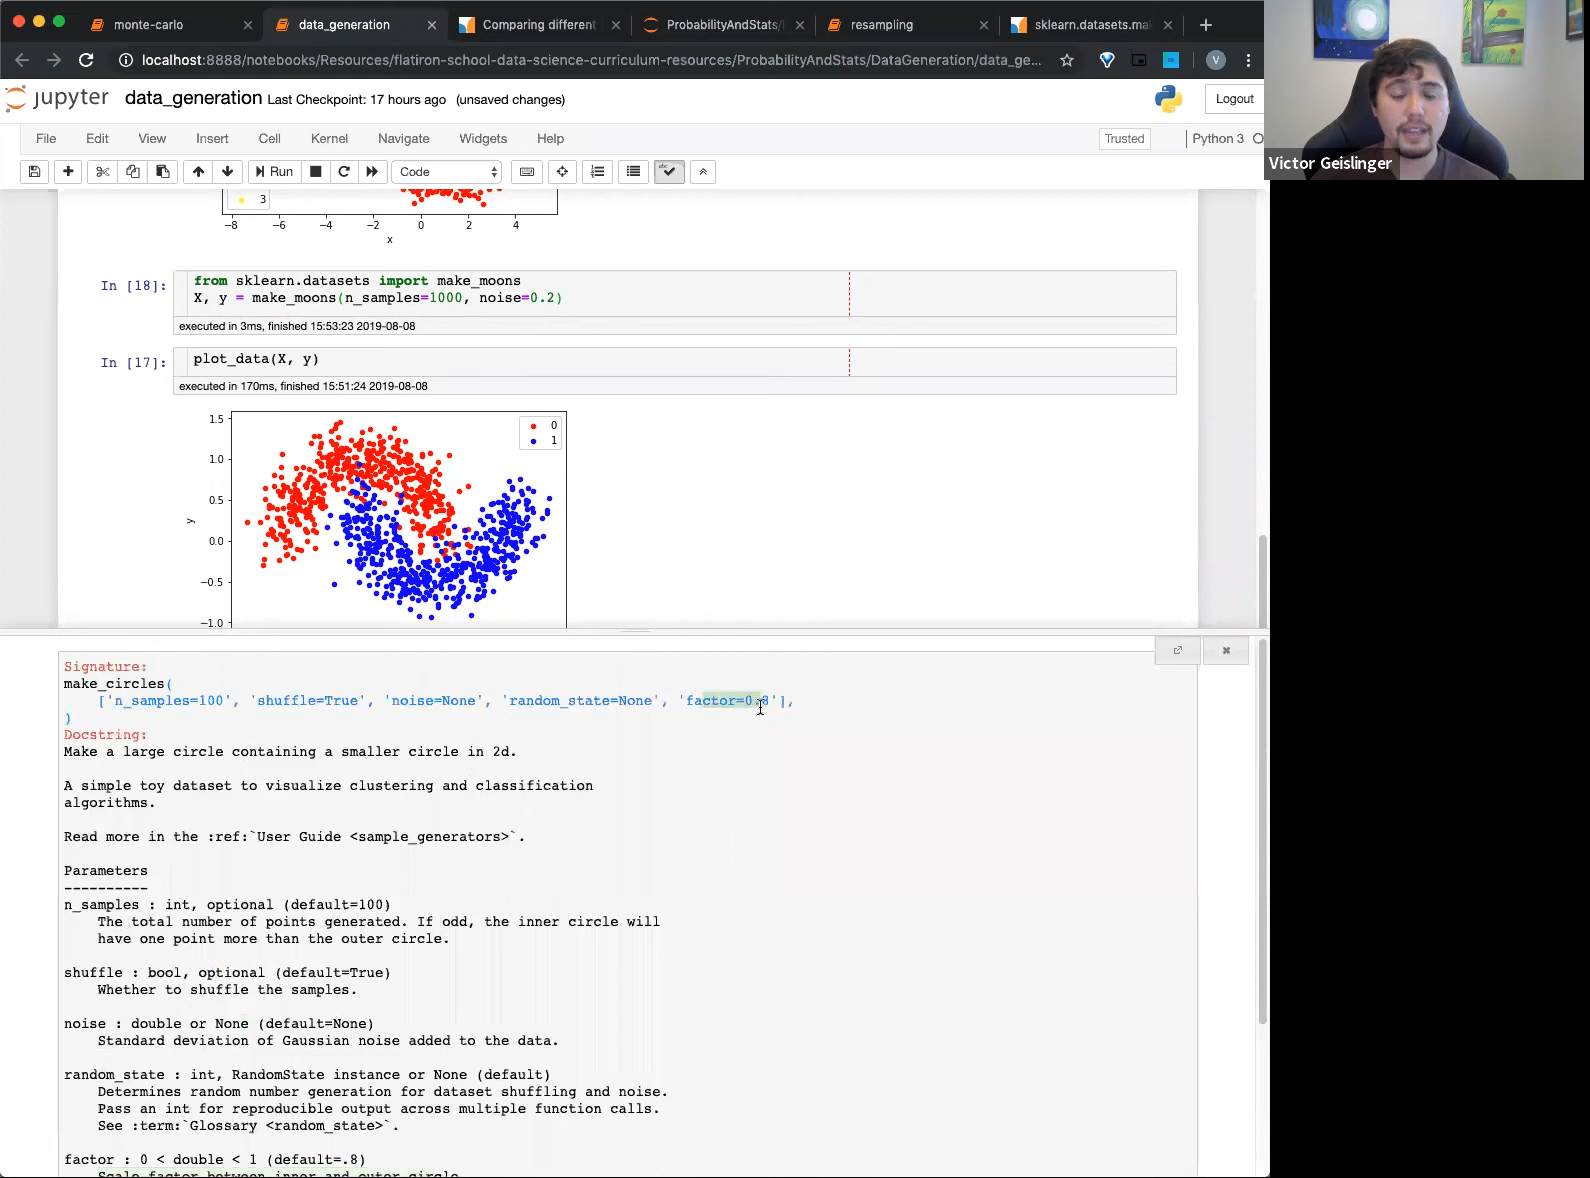 monte-carlo
data_generation
Comparing different
ProbabilityAndStats/
resampling
sklearn.datasets.ma
localhost:8888/notebooks/Resources/flatiron-school-data-science-curriculum-resources/ProbabilityAndStats/DataGeneration/data_ge...
V
jupyter data_generation Last Checkpoint: 17 hours ago (unsaved changes)
Logout
File Edit View Insert Cell Kernel Navigate Widgets Help
Trusted
Python 3
Run
Code
Victor Geislinger
3
−8 −6 −4 −2 0 2 4
x
In [18]:
from sklearn.datasets import make_moons
X, y = make_moons(n_samples=1000, noise=0.2)
executed in 3ms, finished 15:53:23 2019-08-08
In [17]:
plot_data(X, y)
executed in 170ms, finished 15:51:24 2019-08-08
1.5
1.0
0.5
0.0
−0.5
−1.0
y
0
1
Signature:
make_circles(
['n_samples=100', 'shuffle=True', 'noise=None', 'random_state=None', 'factor=0.8'],
)
Docstring:
Make a large circle containing a smaller circle in 2d.
A simple toy dataset to visualize clustering and classification
algorithms.
Read more in the :ref:`User Guide <sample_generators>`.
Parameters
----------
n_samples : int, optional (default=100)
The total number of points generated. If odd, the inner circle will
have one point more than the outer circle.
shuffle : bool, optional (default=True)
Whether to shuffle the samples.
noise : double or None (default=None)
Standard deviation of Gaussian noise added to the data.
random_state : int, RandomState instance or None (default)
Determines random number generation for dataset shuffling and noise.
Pass an int for reproducible output across multiple function calls.
See :term:`Glossary <random_state>`.
factor : 0 < double < 1 (default=.8)
Scale factor between inner and outer circle.